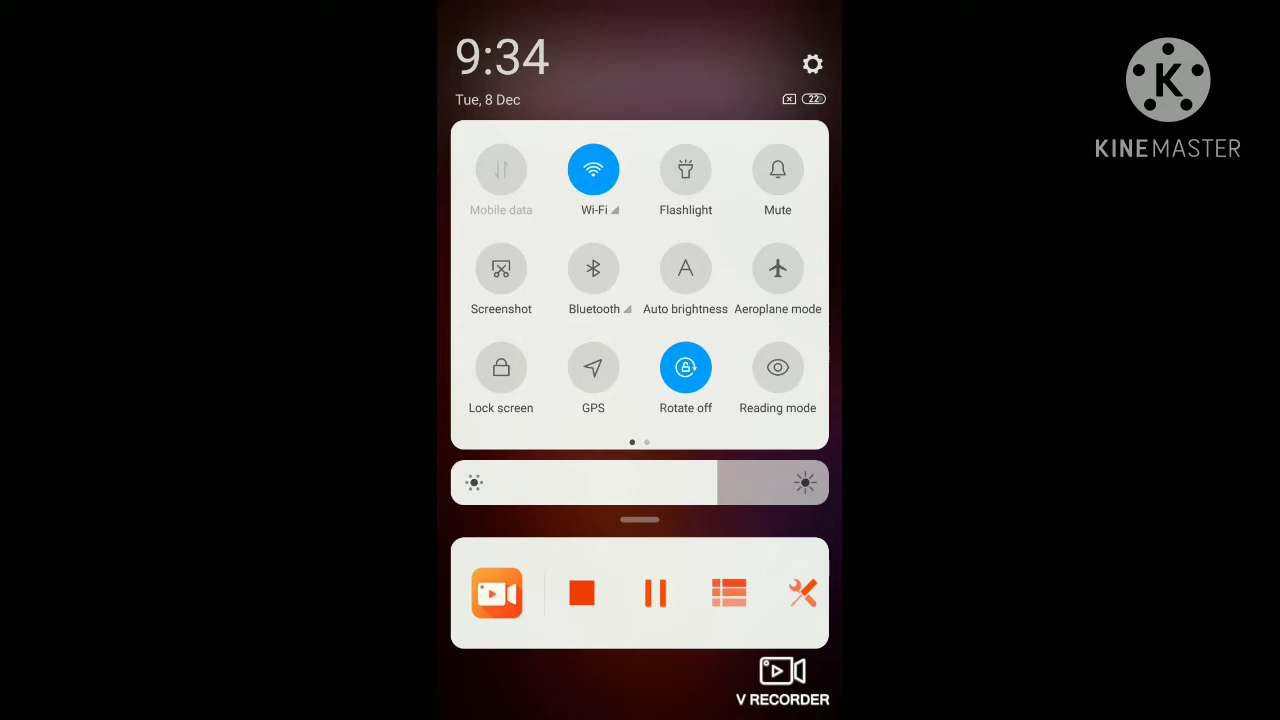 9:34
Tue, 8 Dec
22
K
KINEMASTER
Mobile data
Wi-Fi
Flashlight
Mute
Screenshot
Bluetooth
A
Auto brightness
Aeroplane mode
Lock screen
GPS
Rotate off
Reading mode
V RECORDER